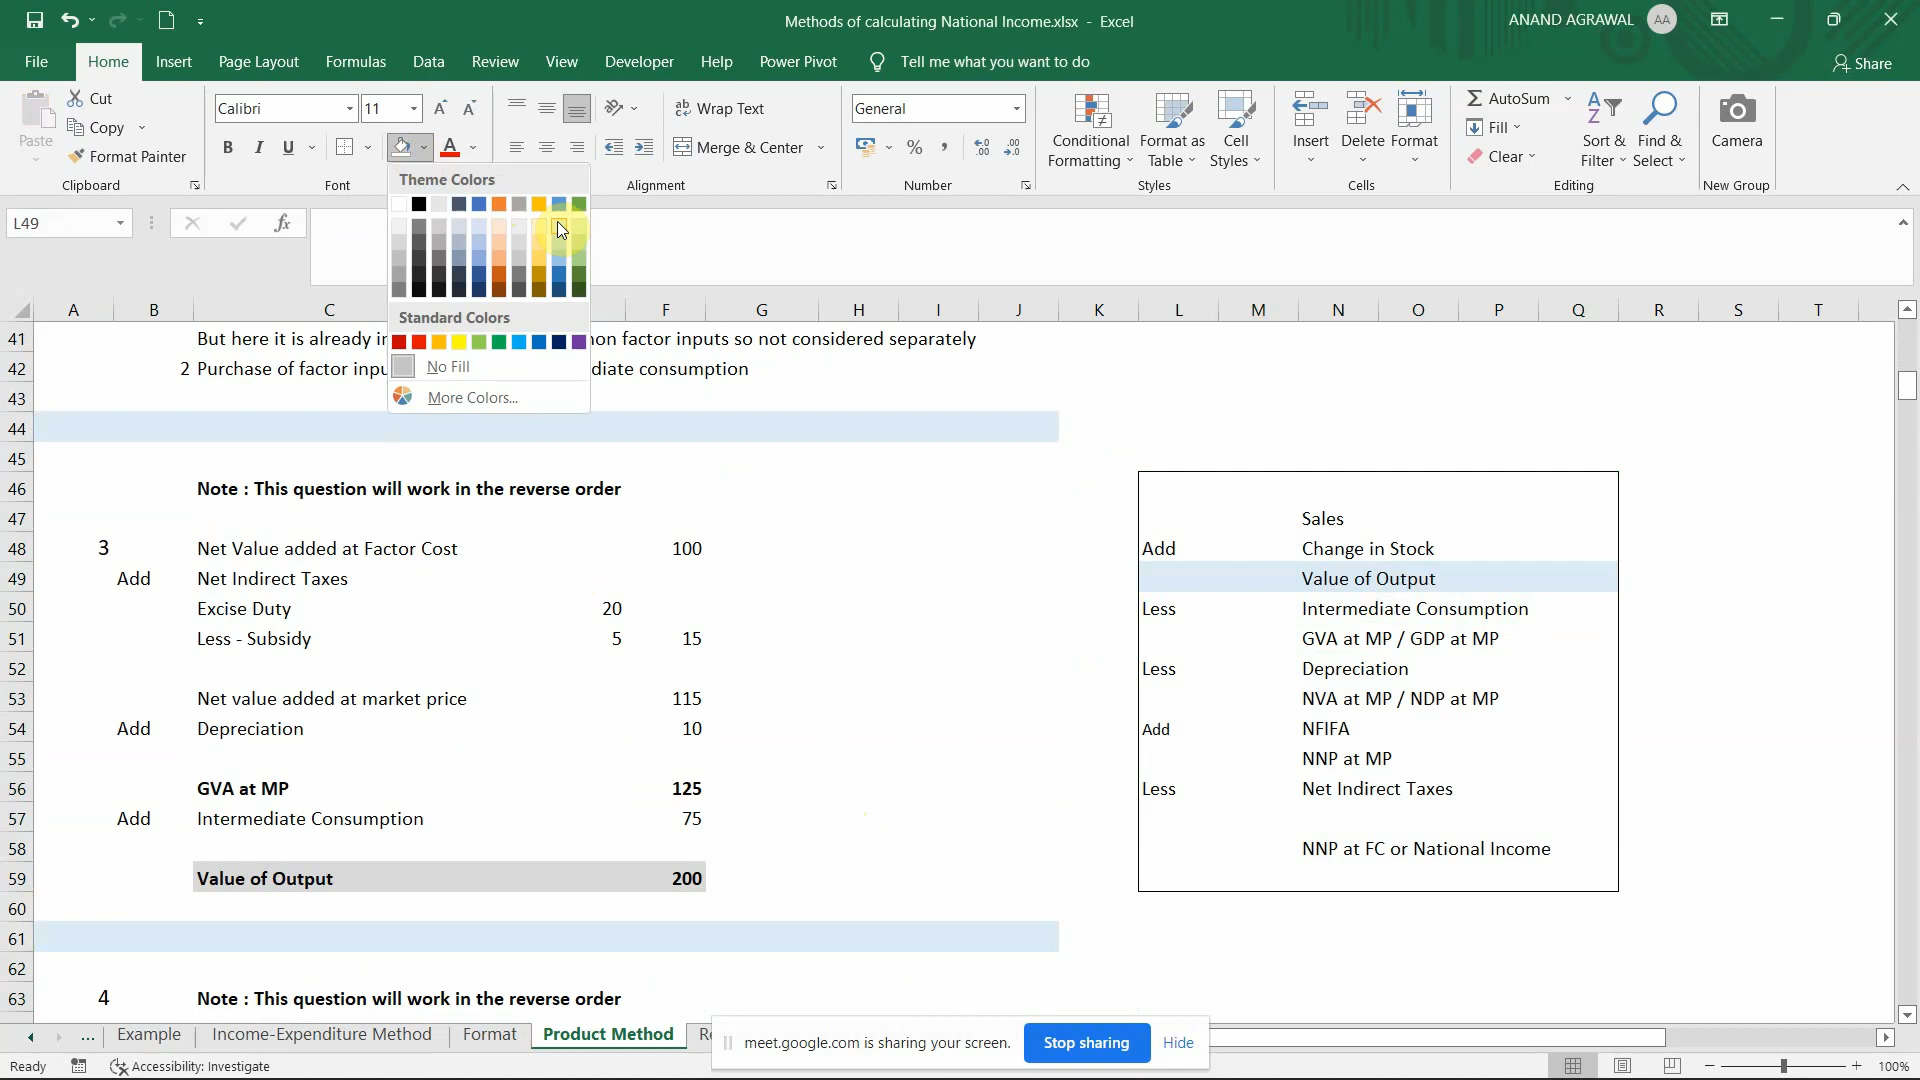 Methods of calculating National Income.xlsx - Excel
ANAND AGRAWAL AA
File Home Insert Page Layout Formulas Data Review View Developer Help Power Pivot Tell me what you want to do Share
Paste
Cut
Copy
Format Painter
Clipboard
Calibri 11
B I U A
Font
Wrap Text
Merge & Center
Alignment
General
%
Number
Conditional Formatting
Format as Table
Cell Styles
Styles
Insert
Delete
Format
Cells
AutoSum
Fill
Clear
Sort & Filter
Find & Select
Editing
Camera
New Group
Theme Colors
Standard Colors
No Fill
More Colors...
L49 fx
A B C F G H I J K L M N O P Q R S T
41 But here it is already in non factor inputs so not considered separately
42 2 Purchase of factor inpu diate consumption
43
44
45
46 Note : This question will work in the reverse order
47 Sales
48 3 Net Value added at Factor Cost 100 Add Change in Stock
49 Add Net Indirect Taxes Value of Output
50 Excise Duty 20 Less Intermediate Consumption
51 Less - Subsidy 5 15 GVA at MP / GDP at MP
52 Less Depreciation
53 Net value added at market price 115 NVA at MP / NDP at MP
54 Add Depreciation 10 Add NFIFA
55 NNP at MP
56 GVA at MP 125 Less Net Indirect Taxes
57 Add Intermediate Consumption 75
58 NNP at FC or National Income
59 Value of Output 200
60
61
62
63 4 Note : This question will work in the reverse order
... Example Income-Expenditure Method Format Product Method Re
meet.google.com is sharing your screen. Stop sharing Hide
Ready Accessibility: Investigate 100%